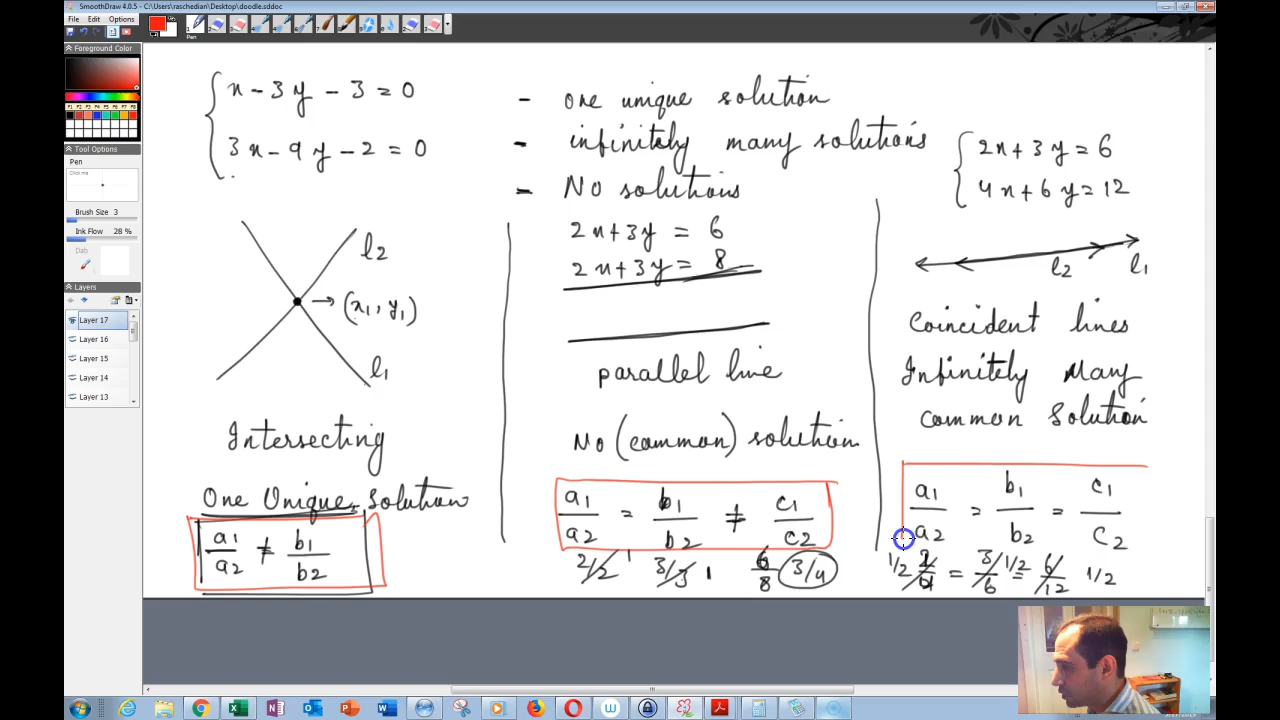 SmoothDraw 4.0.5 - C:\Users\raschedian\Desktop\doodle.sddoc
File Edit Options
Pen
Foreground Color
Tool Options
Pen
Click me
Brush Size 3
Ink Flow 28 %
Dab
Layers
Layer 17
Layer 16
Layer 15
Layer 14
Layer 13
x - 3y - 3 = 0
3x - 9y - 2 = 0
- one unique solution
- infinitely many solutions
- No solutions
2x + 3y = 6
4x + 6y = 12
l2
→ (x1, y1)
l1
Intersecting
One Unique Solution
a1/a2 ≠ b1/b2
2x + 3y = 6
2x + 3y = 8
parallel line
No (common) solution
a1/a2 = b1/b2 ≠ c1/c2
2/2 1 3/3 1 6/8 3/4
l2 l1
Coincident lines
Infinitely Many
common Solution
a1/a2 = b1/b2 = c1/c2
1/2 2/4 = 3/6 1/2 = 6/12 1/2